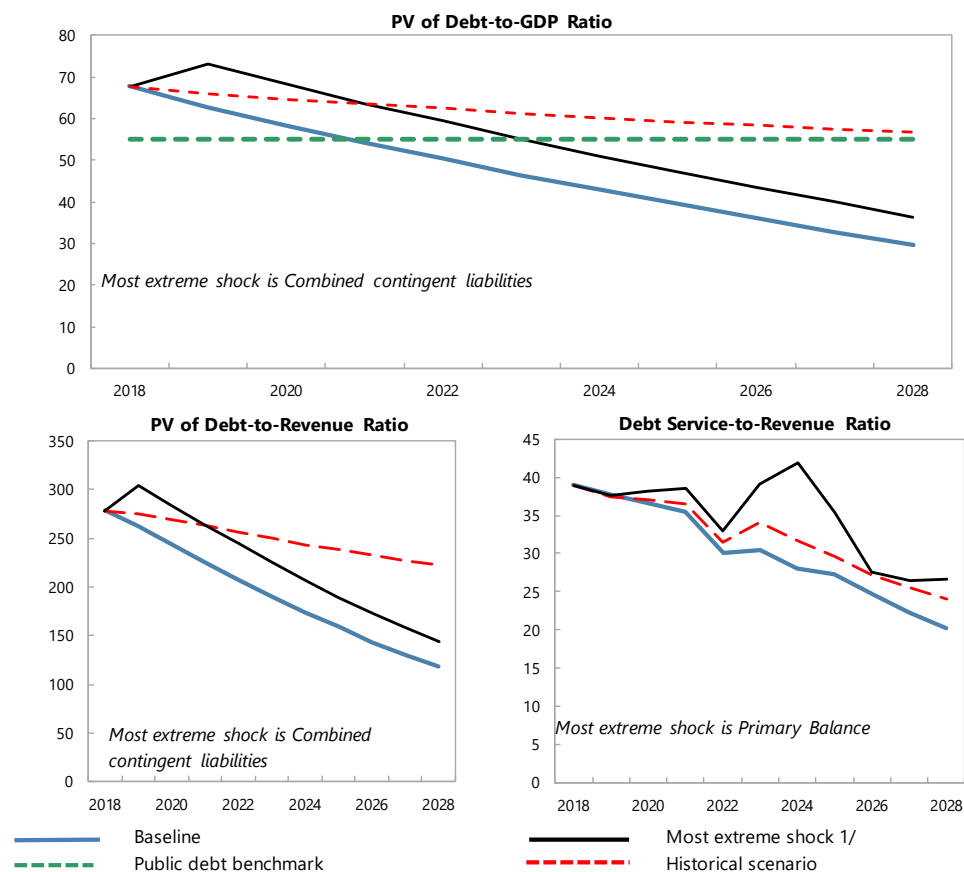 PV of Debt-to-GDP Ratio
80
70
60
50
40
30
20
10
0
Most extreme shock is Combined contingent liabilities
2018 2020 2022 2024 2026 2028
PV of Debt-to-Revenue Ratio
350
300
250
200
150
100
50
0
Most extreme shock is Combined
contingent liabilities
2018 2020 2022 2024 2026 2028
Debt Service-to-Revenue Ratio
45
40
35
30
25
20
15
10
5
0
Most extreme shock is Primary Balance
2018 2020 2022 2024 2026 2028
Baseline
Public debt benchmark
Most extreme shock 1/
Historical scenario